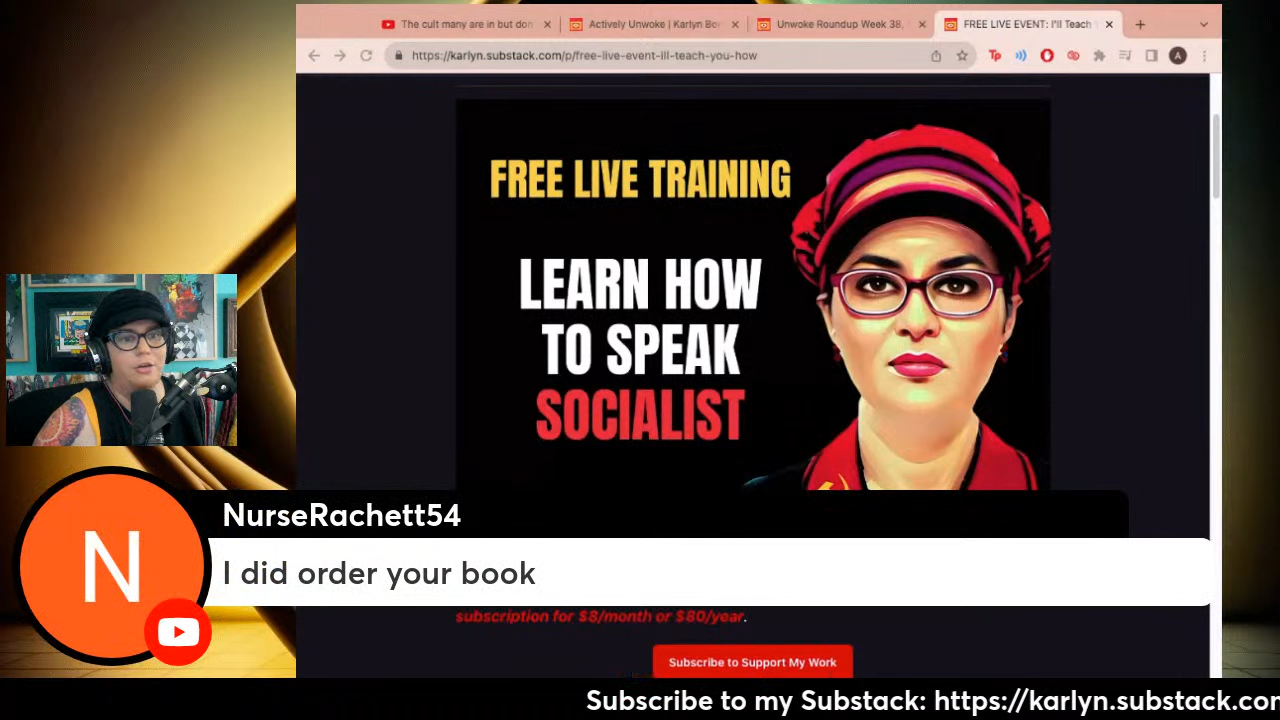 The cult many are in but don
Actively Unwoke | Karlyn Bor
Unwoke Roundup Week 38,
FREE LIVE EVENT: I'll Teach
https://karlyn.substack.com/p/free-live-event-ill-teach-you-how
Tp
A
FREE LIVE TRAINING
LEARN HOW
TO SPEAK
SOCIALIST
N
NurseRachett54
I did order your book
subscription for $8/month or $80/year.
Subscribe to Support My Work
Subscribe to my Substack: https://karlyn.substack.com